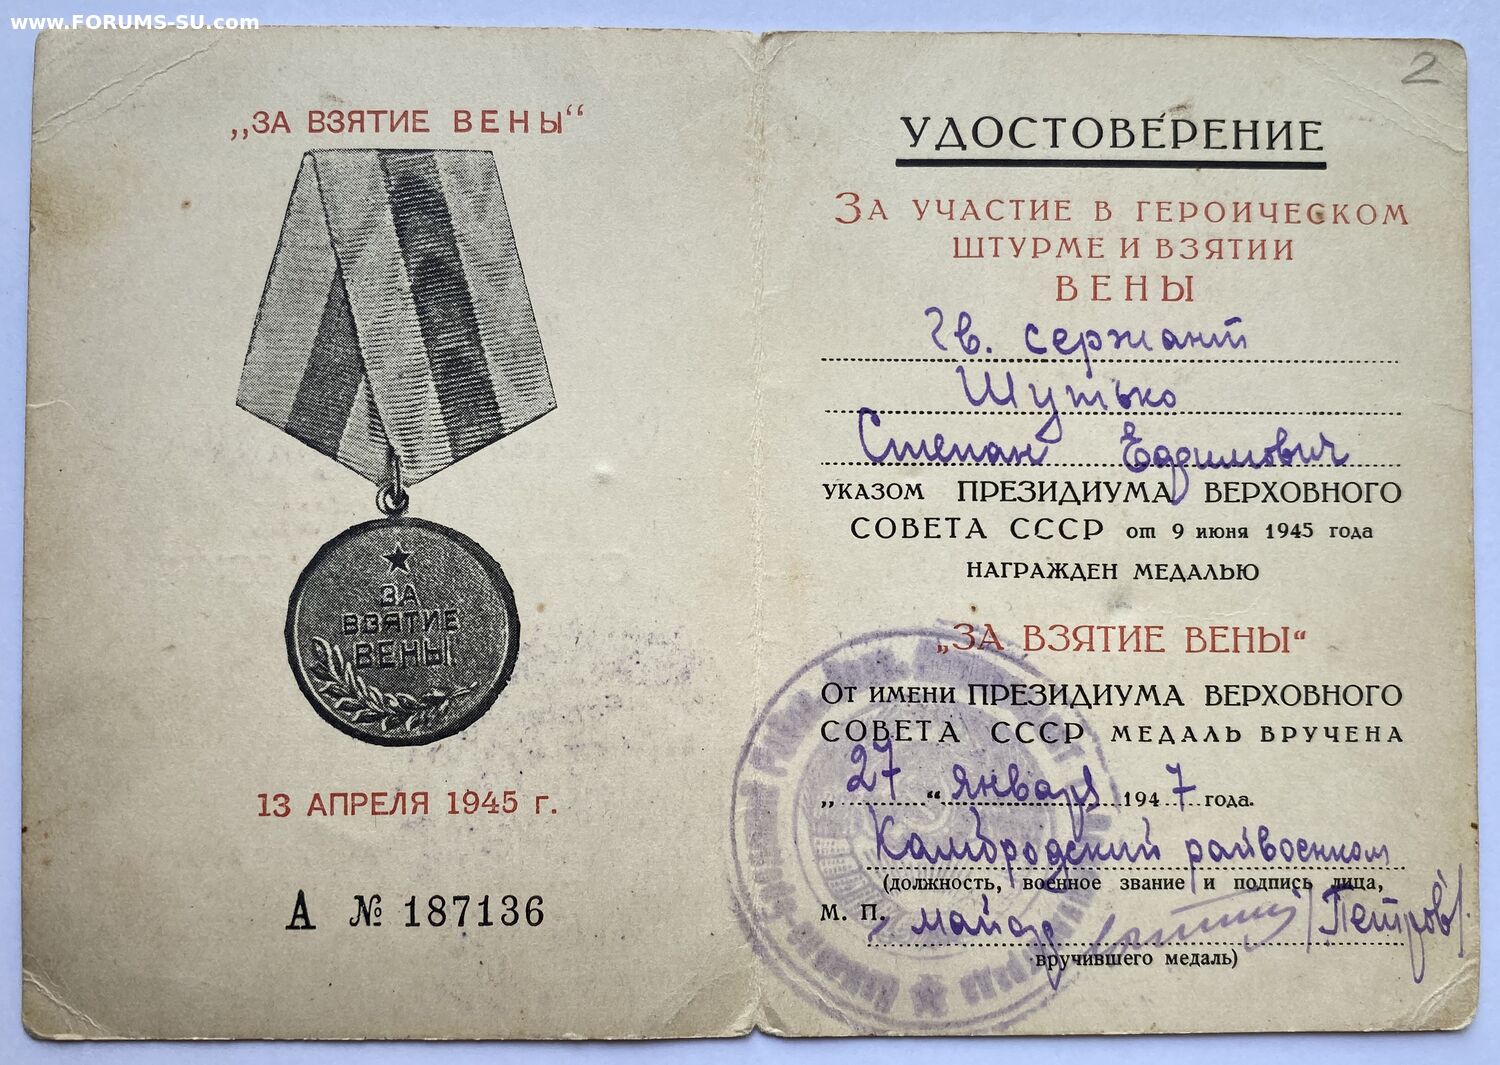 www.FORUMS-SU.com
„ЗА ВЗЯТИЕ ВЕНЫ“
ЗА
ВЗЯТИЕ
ВЕНЫ
13 АПРЕЛЯ 1945 г.
А № 187136
2
УДОСТОВЕРЕНИЕ
ЗА УЧАСТИЕ В ГЕРОИЧЕСКОМ
ШТУРМЕ И ВЗЯТИИ
ВЕНЫ
Гв. сержант
Шутько
Степан Ефимович
УКАЗОМ ПРЕЗИДИУМА ВЕРХОВНОГО
СОВЕТА СССР от 9 июня 1945 года
НАГРАЖДЕН МЕДАЛЬЮ
„ЗА ВЗЯТИЕ ВЕНЫ“
ОТ ИМЕНИ ПРЕЗИДИУМА ВЕРХОВНОГО
СОВЕТА СССР МЕДАЛЬ ВРУЧЕНА
„27“ января 1947 года.
Камбродский райвоенком
(должность, военное звание и подпись лица,
М. П. майор /Петров/.
вручившего медаль)